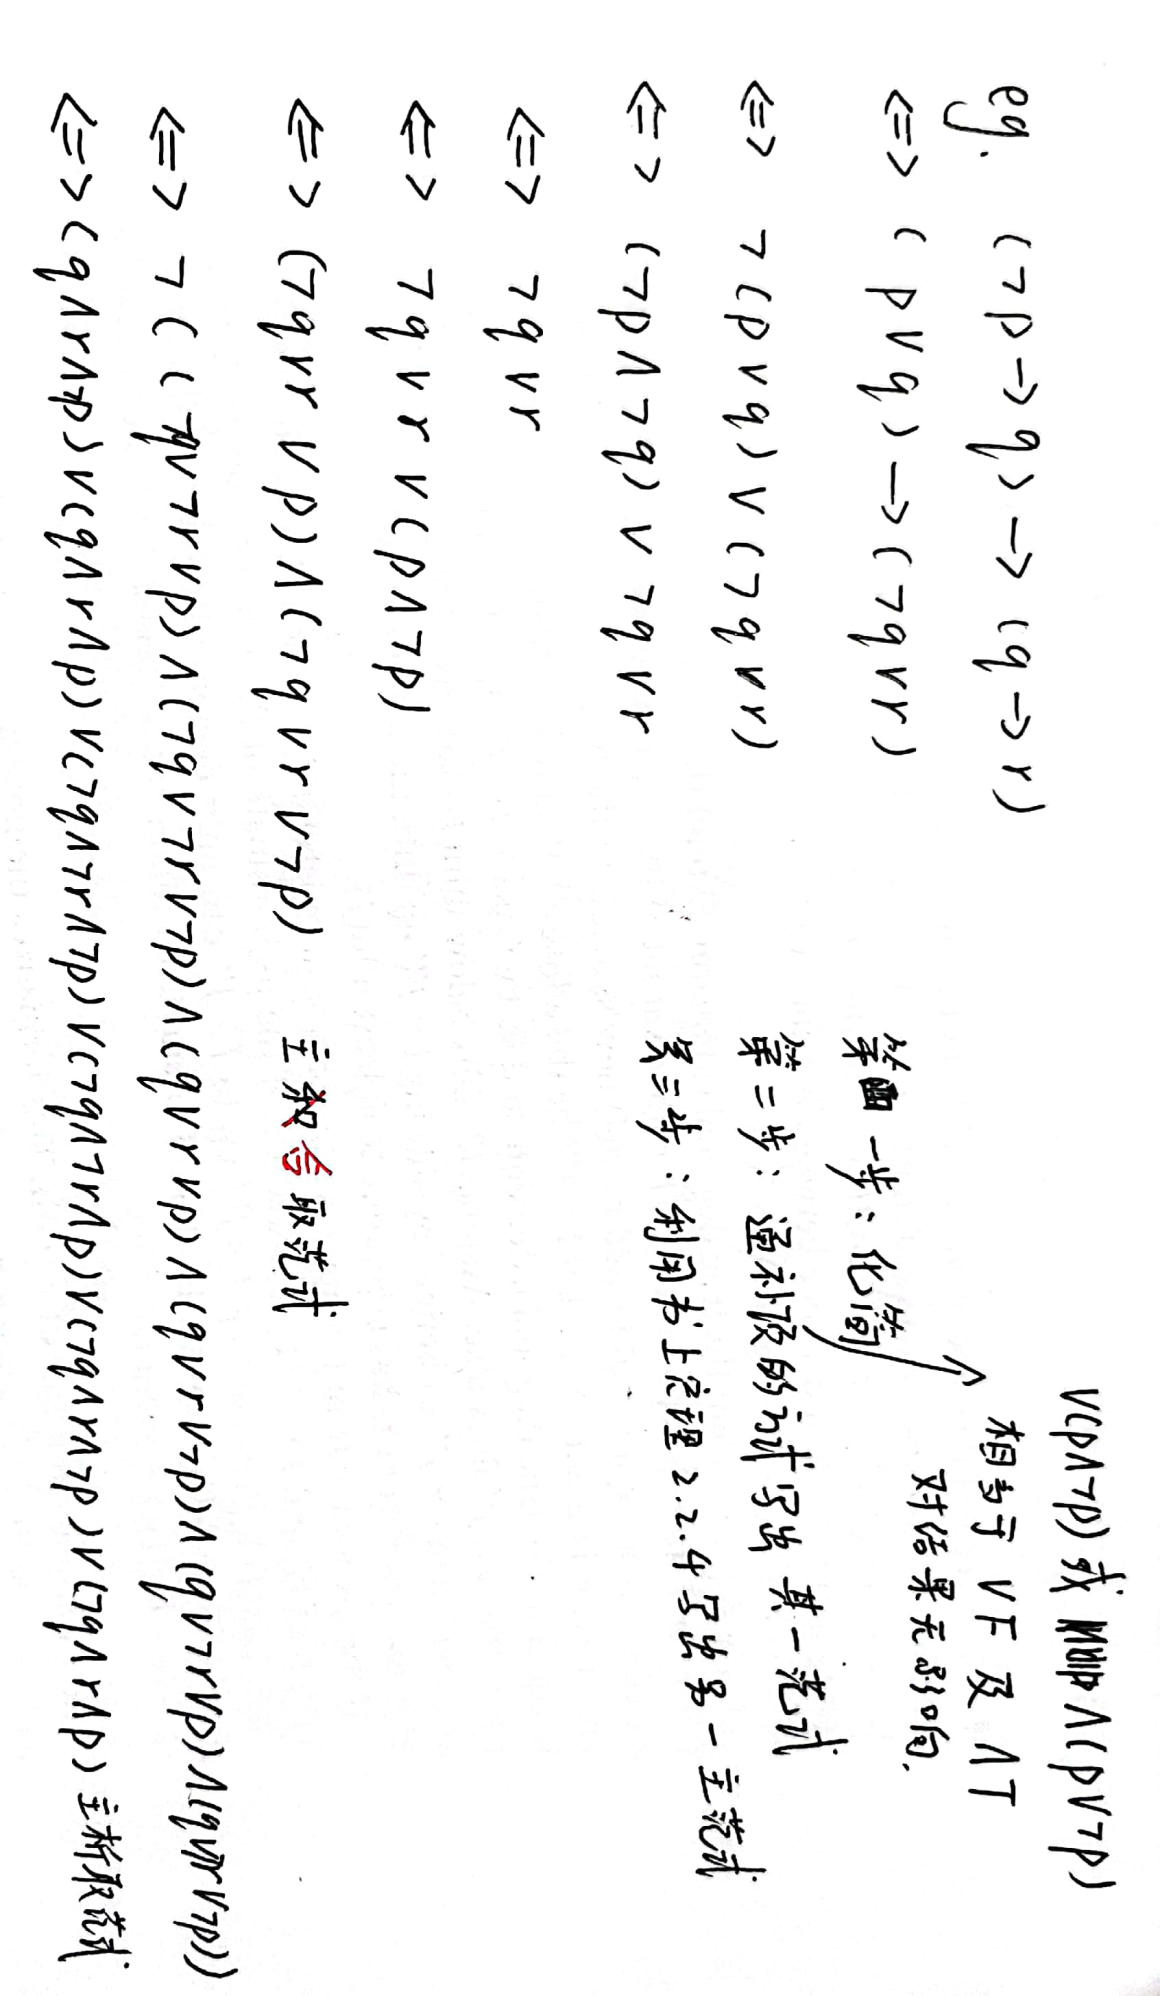 eg. (¬p→q)→(q→r)
<=> (p∨q)→(¬q∨r)
<=> ¬(p∨q)∨(¬q∨r)
<=> (¬p∧¬q)∨¬q∨r
<=> ¬q∨r
<=> ¬q∨r∨(p∧¬p)
<=> (¬q∨r∨p)∧(¬q∨r∨¬p) 主合取范式
<=> ¬((¬q∨¬r∨p)∧(¬q∨¬r∨¬p)∧(q∨r∨p)∧(q∨r∨¬p)∧(q∨¬r∨p)∧(q∨¬r∨¬p))
<=> (q∧r∧¬p)∨(q∧r∧p)∨(¬q∧¬r∧¬p)∨(¬q∧¬r∧p)∨(¬q∧r∧¬p)∨(¬q∧r∧p) 主析取范式
∨(p∧¬p)或∧(p∨¬p)
相当于∨F及∧T
对结果无影响.
第一步:化简
第二步:通补项的方式写出其一范式
第三步:利用书上定理2.2.4写出另一主范式